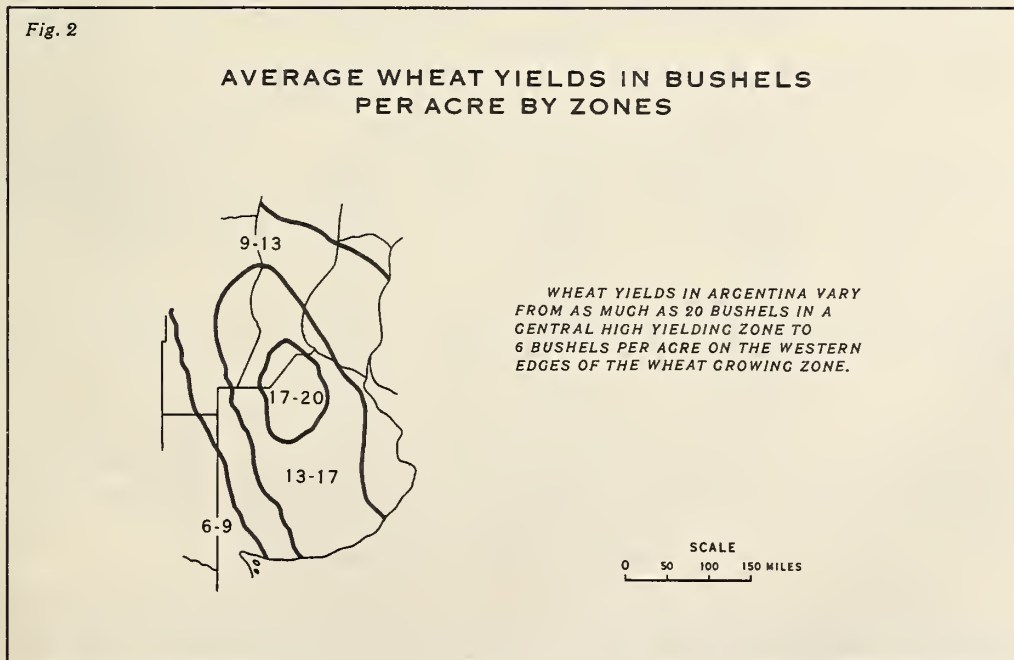 Fig. 2
AVERAGE WHEAT YIELDS IN BUSHELS
PER ACRE BY ZONES
9-13
WHEAT YIELDS IN ARGENTINA VARY
FROM AS MUCH AS 20 BUSHELS IN A
CENTRAL HIGH YIELDING ZONE TO
6 BUSHELS PER ACRE ON THE WESTERN
EDGES OF THE WHEAT GROWING ZONE.
17-20
13-17
6-9
SCALE
0 50 100 150 MILES